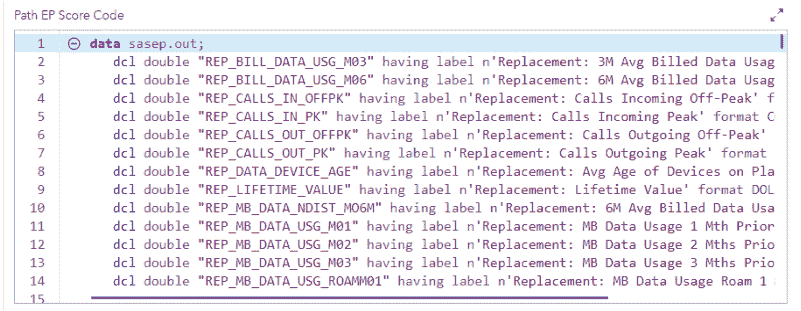 Path EP Score Code
1 data sasep.out;
2 dcl double "REP_BILL_DATA_USG_M03" having label n'Replacement: 3M Avg Billed Data Usag
3 dcl double "REP_BILL_DATA_USG_M06" having label n'Replacement: 6M Avg Billed Data Usag
4 dcl double "REP_CALLS_IN_OFFPK" having label n'Replacement: Calls Incoming Off-Peak' f
5 dcl double "REP_CALLS_IN_PK" having label n'Replacement: Calls Incoming Peak' format C
6 dcl double "REP_CALLS_OUT_OFFPK" having label n'Replacement: Calls Outgoing Off-Peak'
7 dcl double "REP_CALLS_OUT_PK" having label n'Replacement: Calls Outgoing Peak' format
8 dcl double "REP_DATA_DEVICE_AGE" having label n'Replacement: Avg Age of Devices on Pla
9 dcl double "REP_LIFETIME_VALUE" having label n'Replacement: Lifetime Value' format DOL
10 dcl double "REP_MB_DATA_NDIST_MO6M" having label n'Replacement: 6M Avg Billed Data Usa
11 dcl double "REP_MB_DATA_USG_M01" having label n'Replacement: MB Data Usage 1 Mth Prior
12 dcl double "REP_MB_DATA_USG_M02" having label n'Replacement: MB Data Usage 2 Mths Prio
13 dcl double "REP_MB_DATA_USG_M03" having label n'Replacement: MB Data Usage 3 Mths Prio
14 dcl double "REP_MB_DATA_USG_ROAMM01" having label n'Replacement: MB Data Usage Roam 1
15